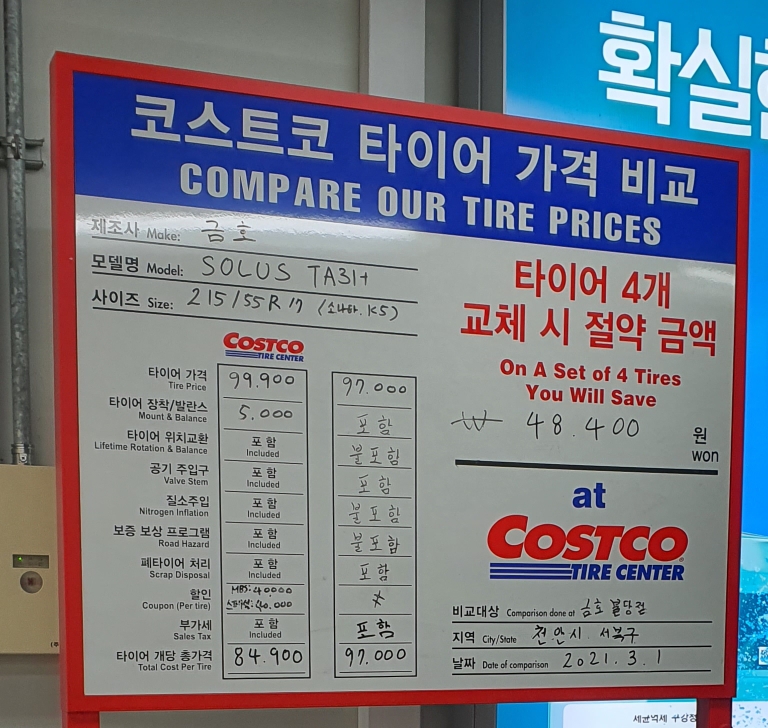 확실한
코스트코 타이어 가격 비교
COMPARE OUR TIRE PRICES
제조사 Make: 금호
모델명 Model: SOLUS TA31+
사이즈 Size: 215/55R 17 (소나타. K5)
타이어 4개
교체 시 절약 금액
On A Set of 4 Tires
You Will Save
₩ 48.400 원
won
at
COSTCO
TIRE CENTER
COSTCO
TIRE CENTER
타이어 가격 99.900 97.000
Tire Price
타이어 장착/발란스 5.000 포함
Mount & Balance
타이어 위치교환 포 함 불포함
Lifetime Rotation & Balance Included
공기 주입구 포 함 포함
Valve Stem Included
질소주입 포 함 불포함
Nitrogen Inflation Included
보증 보상 프로그램 포 함 불포함
Road Hazard Included
폐타이어 처리 포 함 포함
Scrap Disposal Included
할인 MBS: 40000 X
Coupon (Per tire) 40.000
부가세 포 함 포함
Sales Tax Included
타이어 개당 총가격 84.900 97.000
Total Cost Per Tire
비교대상 Comparison done at 금호 불당점
지역 City/State 천안시 서북구
날짜 Date of comparison 2021. 3. 1